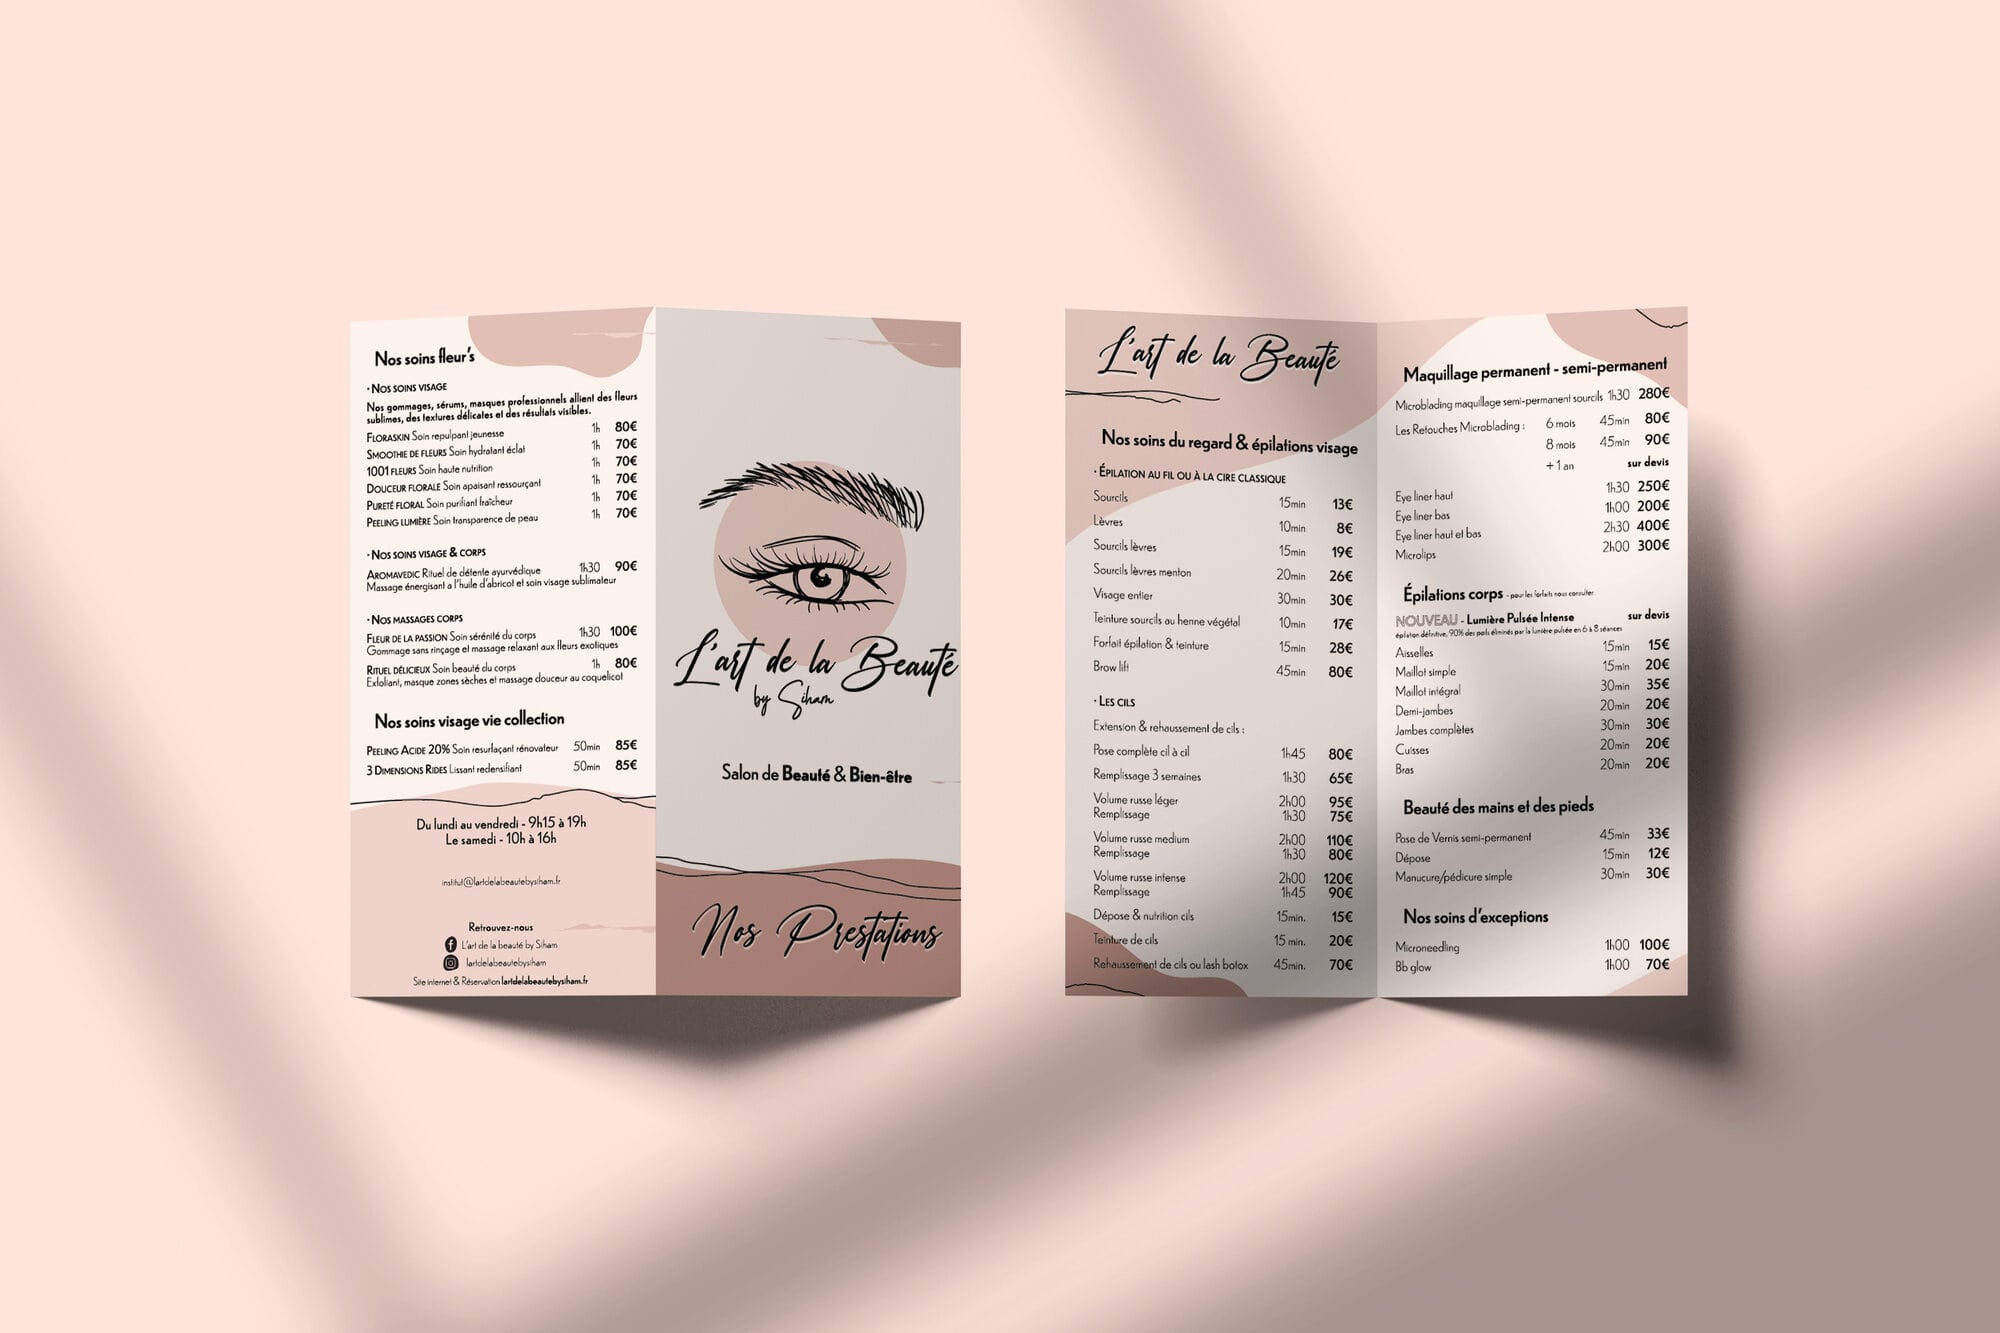 Nos soins fleur's
· Nos soins visage
Nos gommages, sérums, masques professionnels allient des fleurs
sublimes, des textures délicates et des résultats visibles.
Floraskin Soin repulpant jeunesse 1h 80€
Smoothie de fleurs Soin hydratant éclat 1h 70€
1001 fleurs Soin haute nutrition 1h 70€
Douceur florale Soin apaisant ressourçant 1h 70€
Pureté floral Soin purifiant fraîcheur 1h 70€
Peeling lumière Soin transparence de peau 1h 70€
· Nos soins visage & corps
Aromavedic Rituel de détente ayurvédique 1h30 90€
Massage énergisant a l'huile d'abricot et soin visage sublimateur
· Nos massages corps
Fleur de la passion Soin sérénité du corps 1h30 100€
Gommage sans rinçage et massage relaxant aux fleurs exotiques
Rituel délicieux Soin beauté du corps 1h 80€
Exfoliant, masque zones sèches et massage douceur au coquelicot
Nos soins visage vie collection
Peeling Acide 20% Soin resurfaçant rénovateur 50min 85€
3 Dimensions Rides Lissant redensifiant 50min 85€
Du lundi au vendredi - 9h15 à 19h
Le samedi - 10h à 16h
institut@lartdelabeautebysiham.fr
Retrouvez-nous
L'art de la beauté by Siham
lartdelabeautebysiham
Site internet & Réservation lartdelabeautebysiham.fr
L'art de la Beauté
by Siham
Salon de Beauté & Bien-être
Nos Prestations
L'art de la Beauté
Nos soins du regard & épilations visage
· Épilation au fil ou à la cire classique
Sourcils 15min 13€
Lèvres 10min 8€
Sourcils lèvres 15min 19€
Sourcils lèvres menton 20min 26€
Visage entier 30min 30€
Teinture sourcils au henne végétal 10min 17€
Forfait épilation & teinture 15min 28€
Brow lift 45min 80€
· Les cils
Extension & rehaussement de cils :
Pose complète cil à cil 1h45 80€
Remplissage 3 semaines 1h30 65€
Volume russe léger 2h00 95€
Remplissage 1h30 75€
Volume russe medium 2h00 110€
Remplissage 1h30 80€
Volume russe intense 2h00 120€
Remplissage 1h45 90€
Dépose & nutrition cils 15min. 15€
Teinture de cils 15 min. 20€
Rehaussement de cils ou lash botox 45min. 70€
Maquillage permanent - semi-permanent
Microblading maquillage semi-permanent sourcils 1h30 280€
Les Retouches Microblading : 6 mois 45min 80€
8 mois 45min 90€
+ 1 an sur devis
Eye liner haut 1h30 250€
Eye liner bas 1h00 200€
Eye liner haut et bas 2h30 400€
Microlips 2h00 300€
Épilations corps - pour les forfaits nous consulter
NOUVEAU - Lumière Pulsée Intense sur devis
épilation définitive, 90% des poils éliminés par la lumière pulsée en 6 à 8 séances
Aisselles 15min 15€
Maillot simple 15min 20€
Maillot intégral 30min 35€
Demi-jambes 20min 20€
Jambes complètes 30min 30€
Cuisses 20min 20€
Bras 20min 20€
Beauté des mains et des pieds
Pose de Vernis semi-permanent 45min 33€
Dépose 15min 12€
Manucure/pédicure simple 30min 30€
Nos soins d'exceptions
Microneedling 1h00 100€
Bb glow 1h00 70€